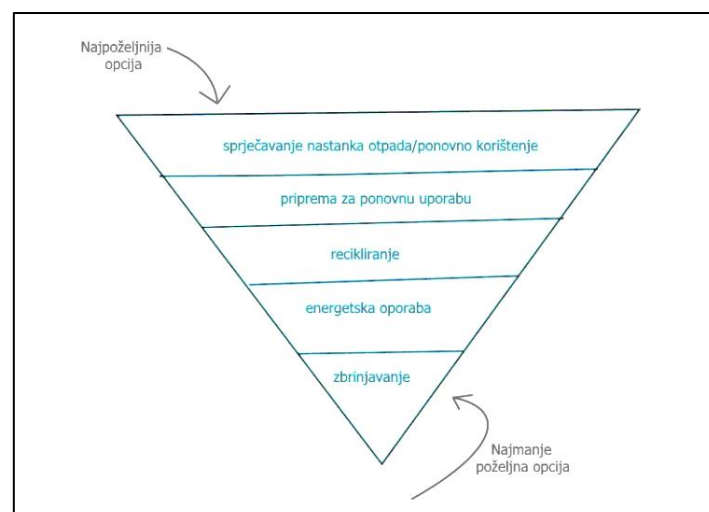 Najpoželjnija
opcija
sprječavanje nastanka otpada/ponovno korištenje
priprema za ponovnu uporabu
recikliranje
energetska oporaba
zbrinjavanje
Najmanje
poželjna opcija